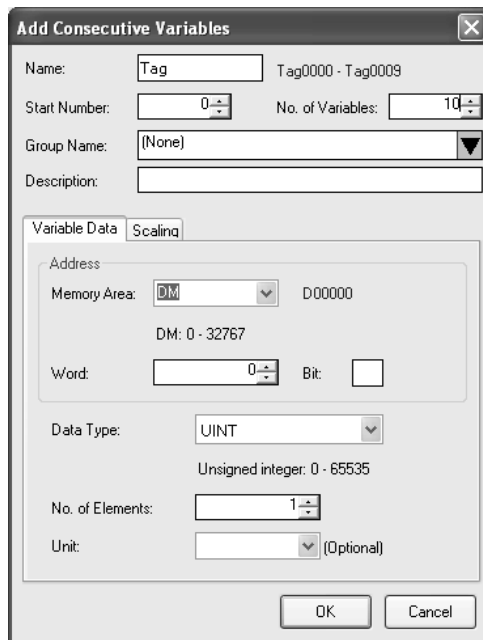 Add Consecutive Variables
Name: Tag Tag0000 - Tag0009
Start Number: 0 No. of Variables: 10
Group Name: (None)
Description:
Variable Data Scaling
Address
Memory Area: DM D00000
DM: 0 - 32767
Word: 0 Bit:
Data Type: UINT
Unsigned integer: 0 - 65535
No. of Elements: 1
Unit: (Optional)
OK Cancel